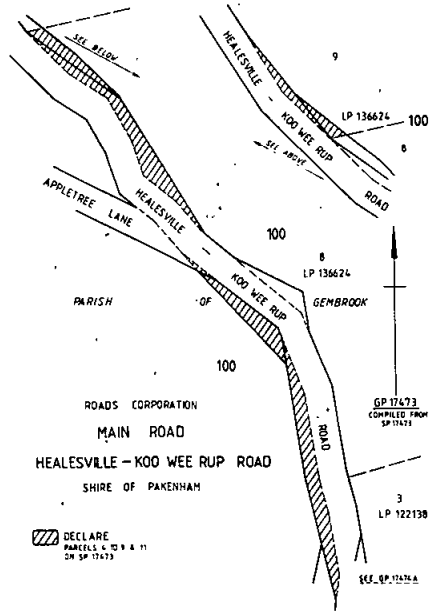 SEE BELOW
HEALESVILLE - KOO WEE RUP ROAD
9
LP 136624
100
8
SEE ABOVE
APPLETREE LANE
HEALESVILLE - KOO WEE RUP ROAD
100
8
LP 136624
PARISH OF GEMBROOK
100
GP 17473
COMPILED FROM
SP 17473
ROADS CORPORATION
MAIN ROAD
HEALESVILLE - KOO WEE RUP ROAD
SHIRE OF PAKENHAM
DECLARE
PARCELS 4 TO 9 & 11
ON SP 17473
3
LP 122138
SEE GP 17474A